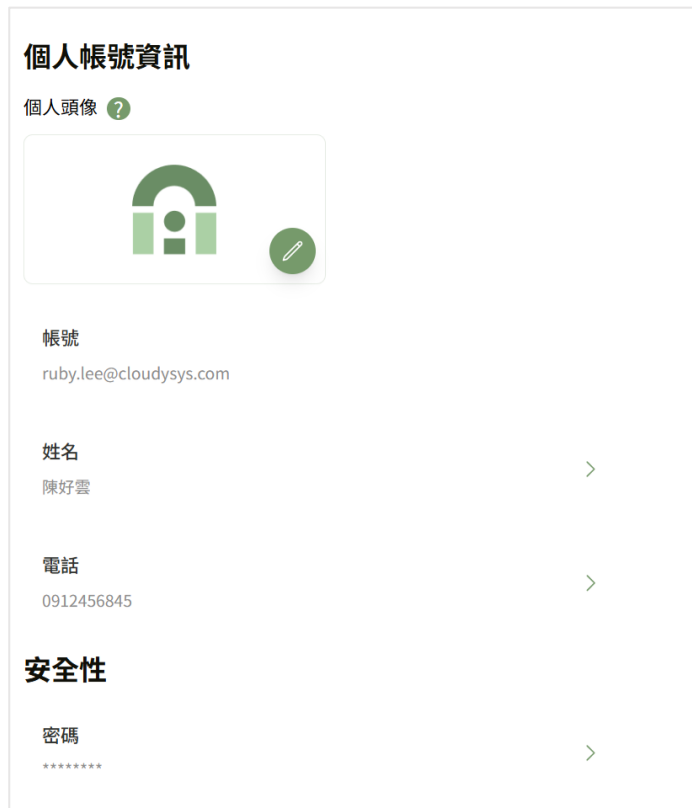 個人帳號資訊
個人頭像 ?
帳號
ruby.lee@cloudysys.com
姓名
陳好雲
電話
0912456845
安全性
密碼
********